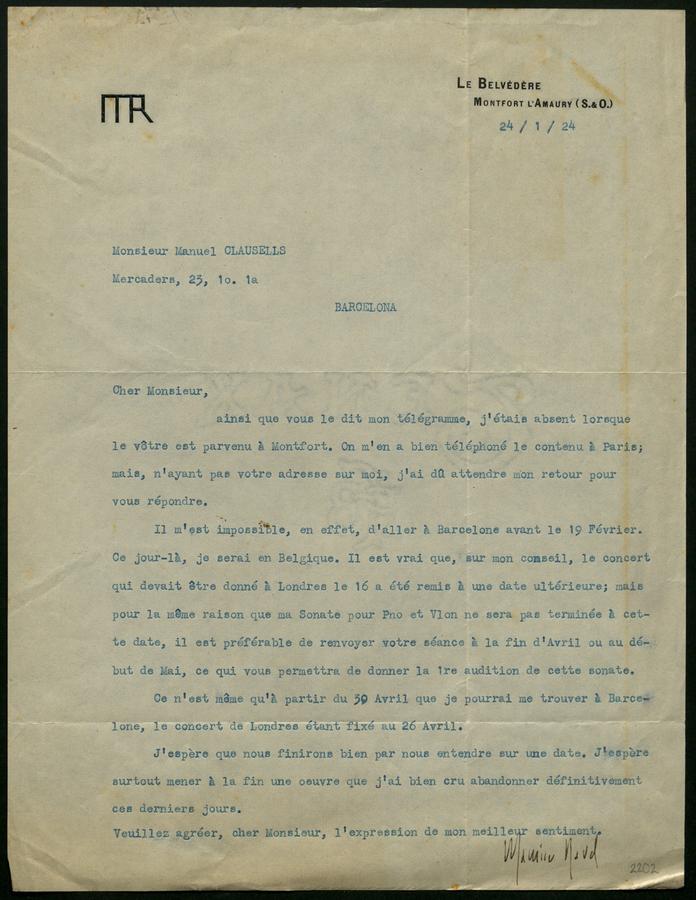 MR
LE BELVÉDÈRE
MONTFORT L'AMAURY (S.&O.)
24 / 1 / 24
Monsieur Manuel CLAUSELLS
Mercaders, 23, 1o. 1a
BARCELONA
Cher Monsieur,
ainsi que vous le dit mon télégramme, j'étais absent lorsque
le vôtre est parvenu à Montfort. On m'en a bien téléphoné le contenu à Paris;
mais, n'ayant pas votre adresse sur moi, j'ai dû attendre mon retour pour
vous répondre.
Il m'est impossible, en effet, d'aller à Barcelone avant le 19 Février.
Ce jour-là, je serai en Belgique. Il est vrai que, sur mon conseil, le concert
qui devait être donné à Londres le 16 a été remis à une date ultérieure; mais
pour la même raison que ma Sonate pour Pno et Vlon ne sera pas terminée à cet-
te date, il est préférable de renvoyer votre séance à la fin d'Avril ou au dé-
but de Mai, ce qui vous permettra de donner la 1re audition de cette sonate.
Ce n'est même qu'à partir du 30 Avril que je pourrai me trouver à Barce-
lone, le concert de Londres étant fixé au 26 Avril.
J'espère que nous finirons bien par nous entendre sur une date. J'espère
surtout mener à la fin une oeuvre que j'ai bien cru abandonner définitivement
ces derniers jours.
Veuillez agréer, cher Monsieur, l'expression de mon meilleur sentiment.
Maurice Ravel
2202